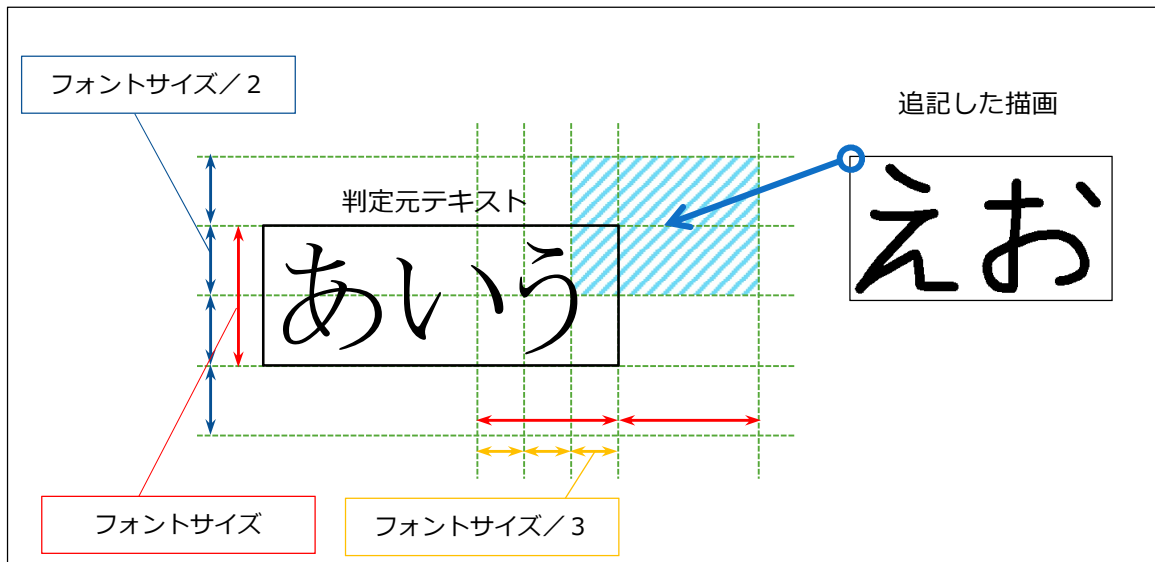 フォントサイズ／２
追記した描画
判定元テキスト
あいう
えお
フォントサイズ
フォントサイズ／３